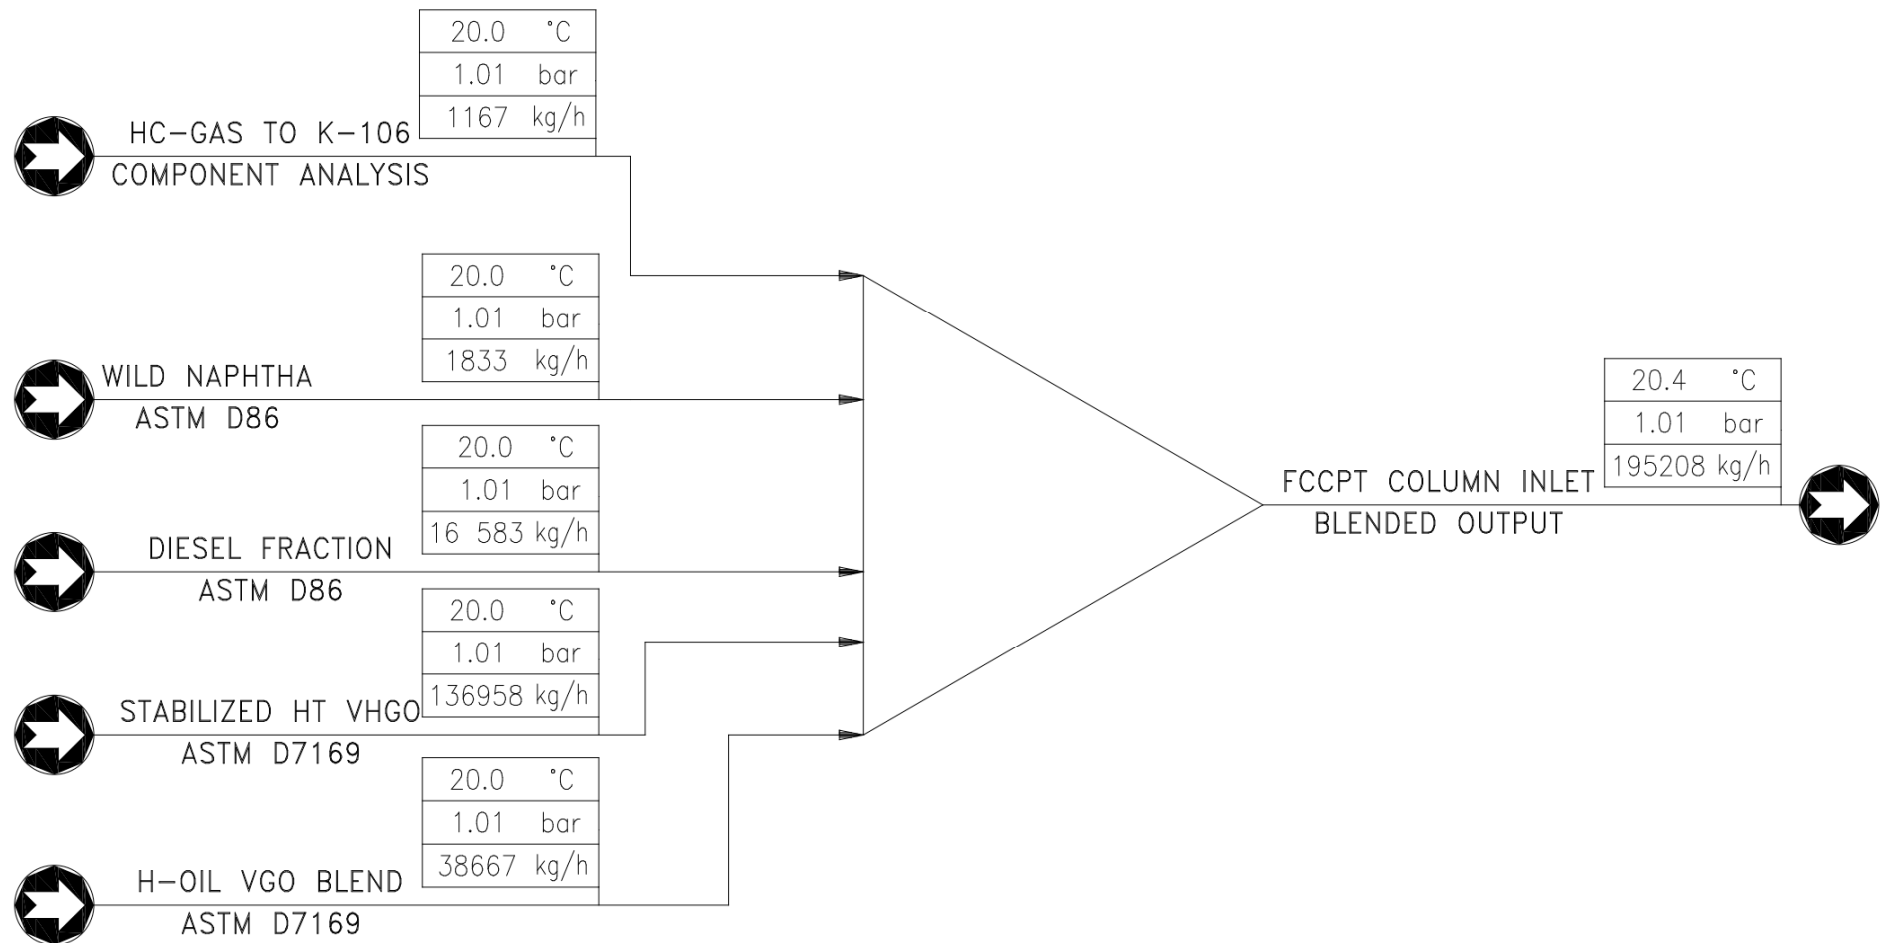 20.0 °C
1.01 bar
1167 kg/h
HC-GAS TO K-106
COMPONENT ANALYSIS
20.0 °C
1.01 bar
1833 kg/h
WILD NAPHTHA
ASTM D86
20.0 °C
1.01 bar
16 583 kg/h
DIESEL FRACTION
ASTM D86
20.0 °C
1.01 bar
136958 kg/h
STABILIZED HT VHGO
ASTM D7169
20.0 °C
1.01 bar
38667 kg/h
H-OIL VGO BLEND
ASTM D7169
20.4 °C
1.01 bar
195208 kg/h
FCCPT COLUMN INLET
BLENDED OUTPUT